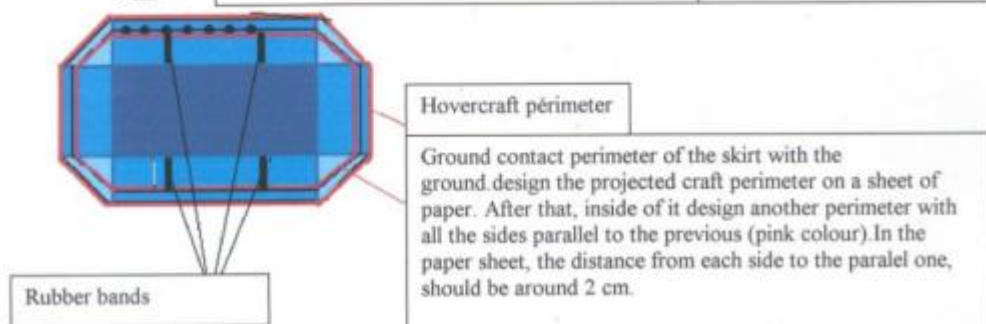 Hovercraft périmeter
Ground contact perimeter of the skirt with the
ground.design the projected craft perimeter on a sheet of
paper. After that, inside of it design another perimeter with
all the sides parallel to the previous (pink colour).In the
paper sheet, the distance from each side to the paralel one,
should be around 2 cm.
Rubber bands